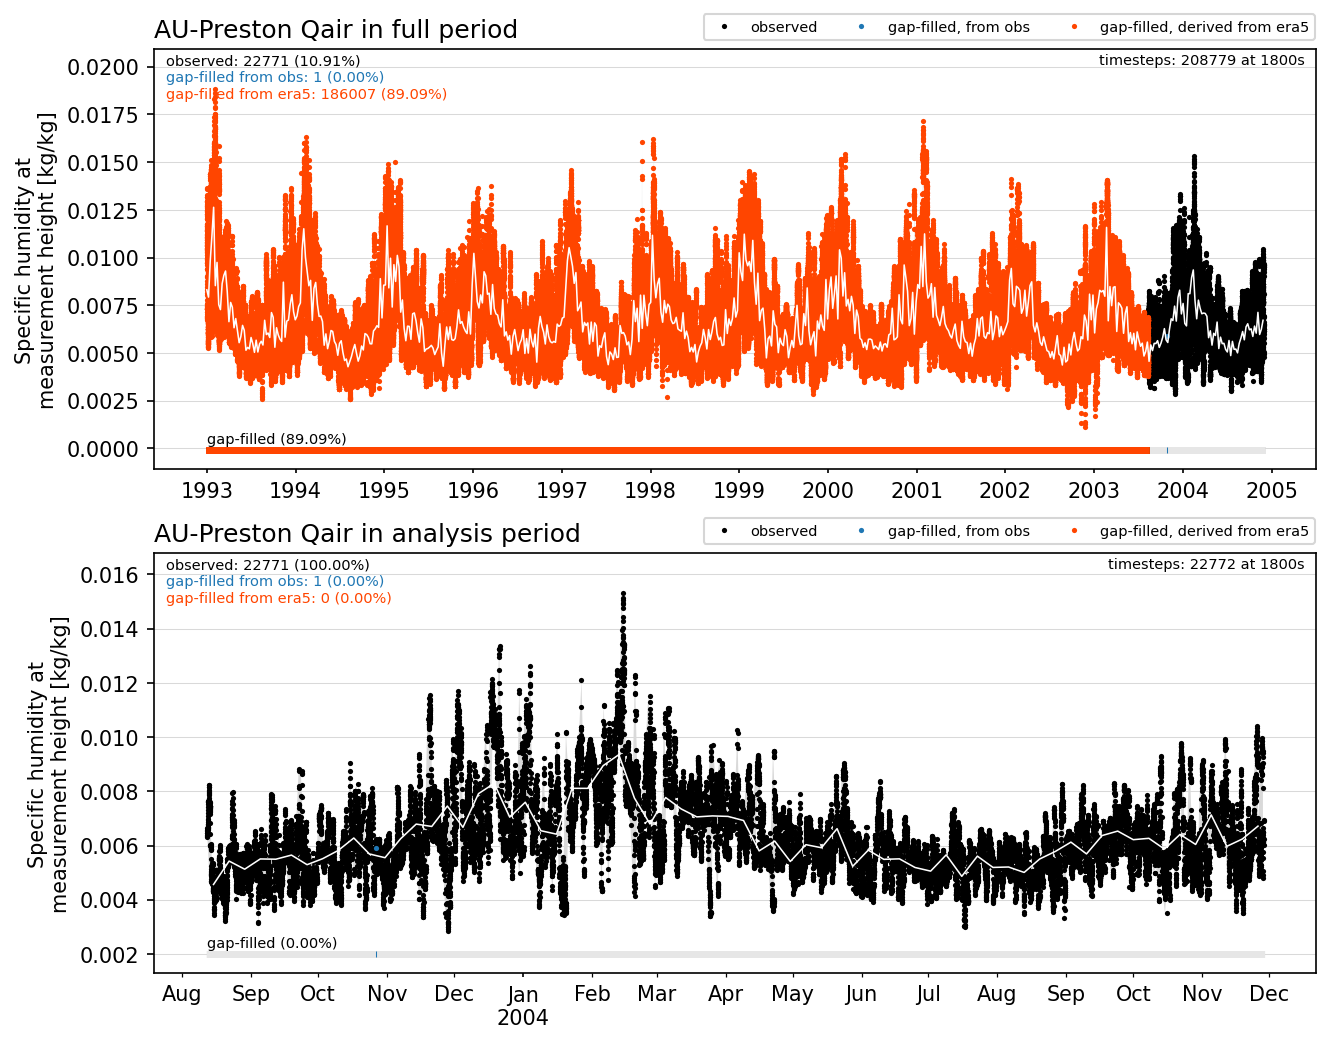 AU-Preston Qair in full period
observed
gap-filled, from obs
gap-filled, derived from era5
observed: 22771 (10.91%)
gap-filled from obs: 1 (0.00%)
gap-filled from era5: 186007 (89.09%)
timesteps: 208779 at 1800s
Specific humidity at
measurement height [kg/kg]
0.0200
0.0175
0.0150
0.0125
0.0100
0.0075
0.0050
0.0025
0.0000
gap-filled (89.09%)
1993 1994 1995 1996 1997 1998 1999 2000 2001 2002 2003 2004 2005
AU-Preston Qair in analysis period
observed
gap-filled, from obs
gap-filled, derived from era5
observed: 22771 (100.00%)
gap-filled from obs: 1 (0.00%)
gap-filled from era5: 0 (0.00%)
timesteps: 22772 at 1800s
Specific humidity at
measurement height [kg/kg]
0.016
0.014
0.012
0.010
0.008
0.006
0.004
0.002
gap-filled (0.00%)
Aug Sep Oct Nov Dec Jan Feb Mar Apr May Jun Jul Aug Sep Oct Nov Dec
2004